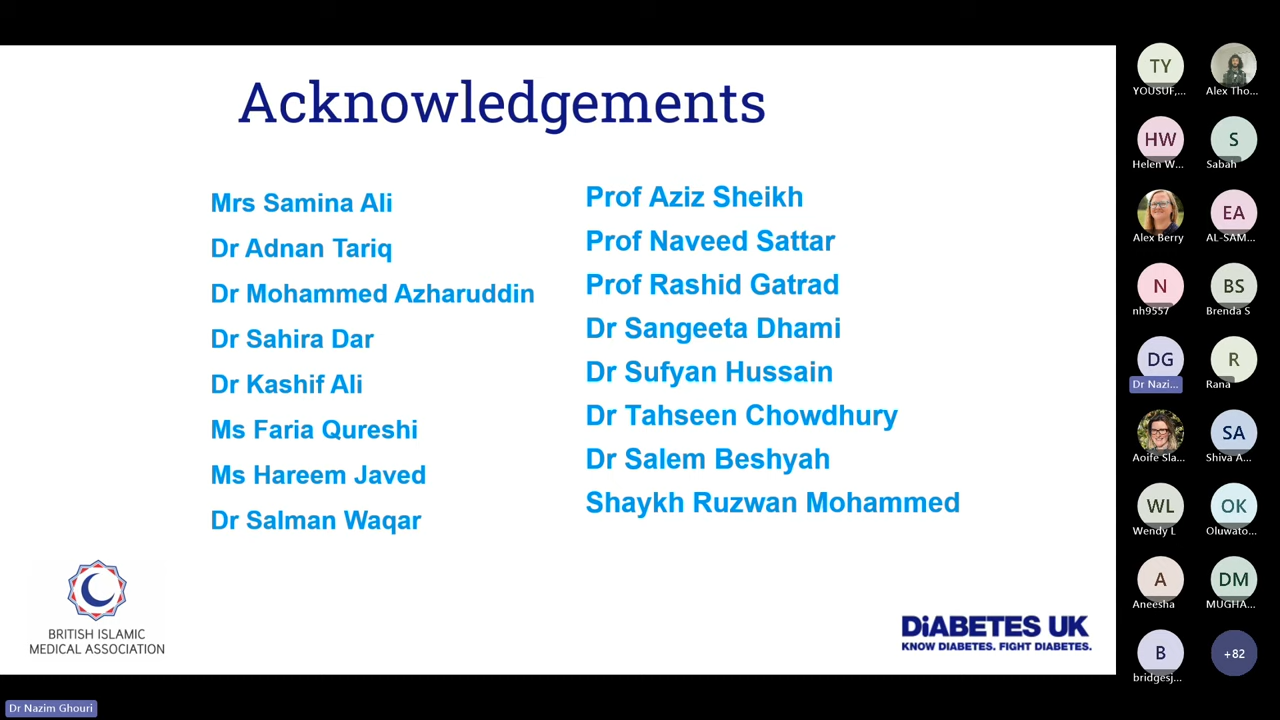 Acknowledgements
Mrs Samina Ali
Dr Adnan Tariq
Dr Mohammed Azharuddin
Dr Sahira Dar
Dr Kashif Ali
Ms Faria Qureshi
Ms Hareem Javed
Dr Salman Waqar
Prof Aziz Sheikh
Prof Naveed Sattar
Prof Rashid Gatrad
Dr Sangeeta Dhami
Dr Sufyan Hussain
Dr Tahseen Chowdhury
Dr Salem Beshyah
Shaykh Ruzwan Mohammed
BRITISH ISLAMIC
MEDICAL ASSOCIATION
DiABETES UK
KNOW DIABETES. FIGHT DIABETES.
TY
YOUSUF,...
Alex Tho...
HW
Helen W...
S
Sabah
Alex Berry
EA
AL-SAM...
N
nh9557
BS
Brenda S
DG
Dr Nazi...
R
Rana
Aoife Sla...
SA
Shiva A...
WL
Wendy L
OK
Oluwato...
A
Aneesha
DM
MUGHA...
B
bridgesj...
+82
Dr Nazim Ghouri